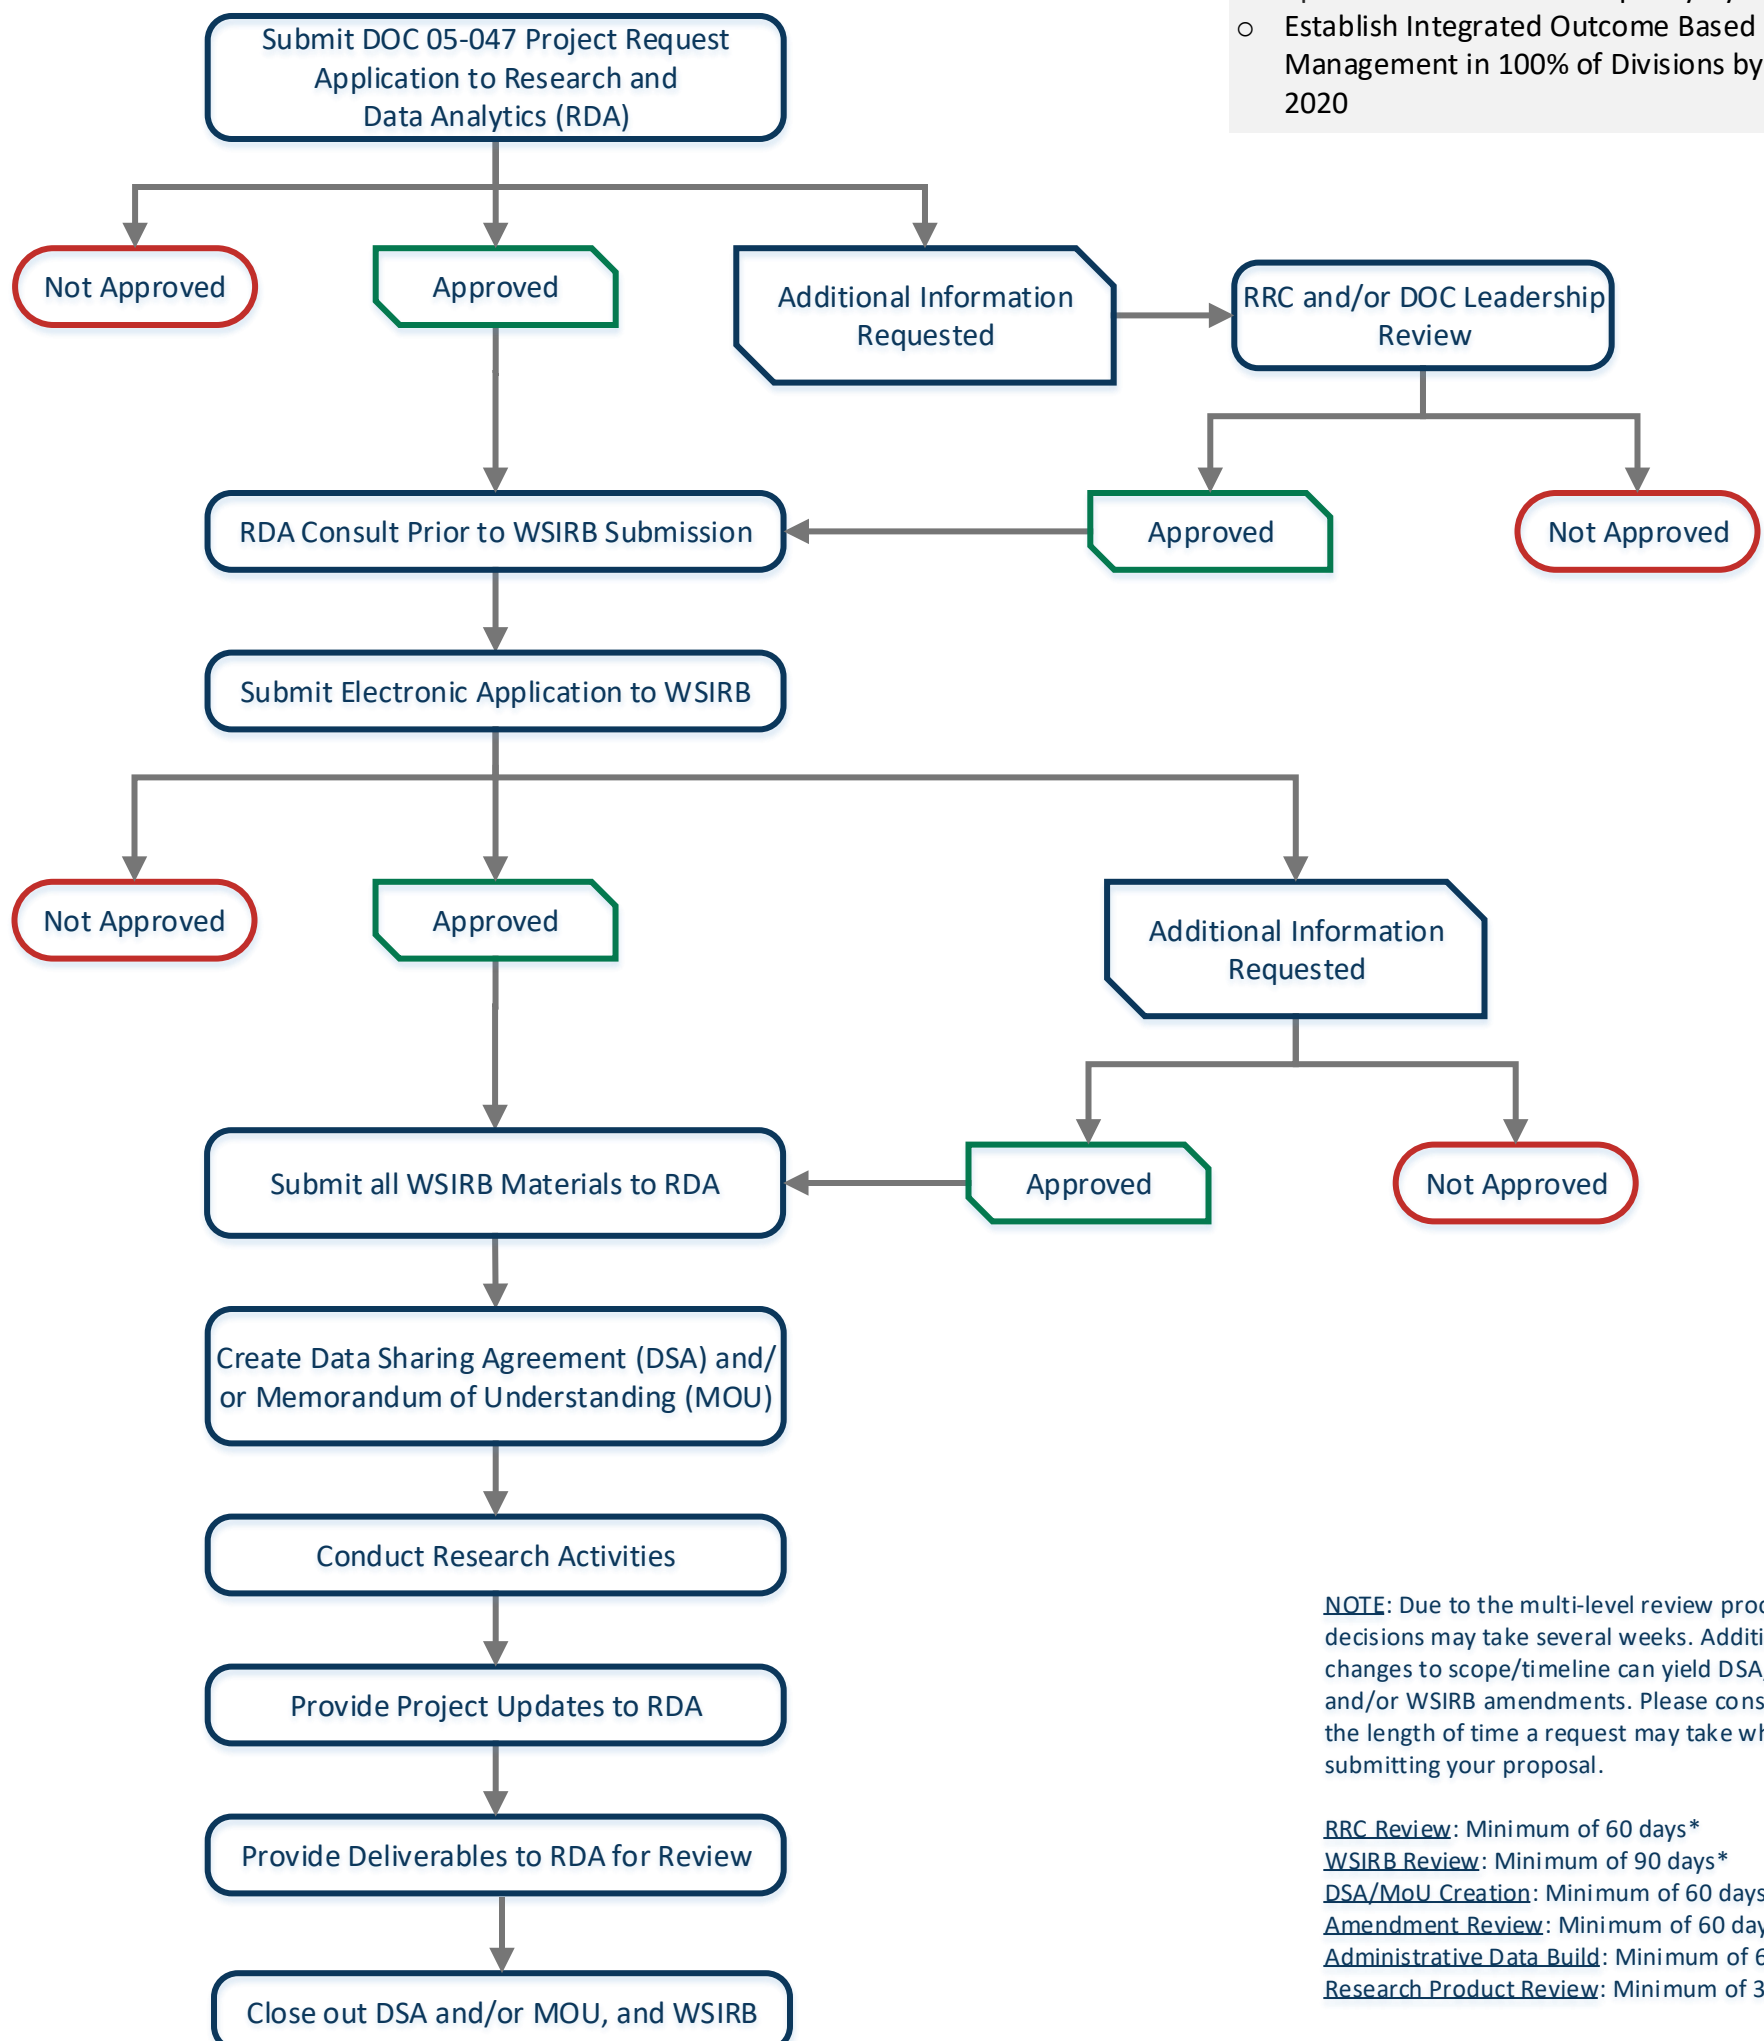 Submit DOC 05-047 Project Request
Application to Research and
Data Analytics (RDA)
○ Establish Integrated Outcome Based
Management in 100% of Divisions by
2020
Not Approved
Approved
Additional Information
Requested
RRC and/or DOC Leadership
Review
RDA Consult Prior to WSIRB Submission
Approved
Not Approved
Submit Electronic Application to WSIRB
Not Approved
Approved
Additional Information
Requested
Submit all WSIRB Materials to RDA
Approved
Not Approved
Create Data Sharing Agreement (DSA) and/
or Memorandum of Understanding (MOU)
Conduct Research Activities
Provide Project Updates to RDA
Provide Deliverables to RDA for Review
Close out DSA and/or MOU, and WSIRB
NOTE: Due to the multi-level review
decisions may take several weeks.
changes to scope/timeline can yield DSA
and/or WSIRB amendments. Please
the length of time a request may take
submitting your proposal.
RRC Review: Minimum of 60 days*
WSIRB Review: Minimum of 90 days*
DSA/MoU Creation: Minimum of 60 days
Amendment Review: Minimum of 60
Administrative Data Build: Minimum of
Research Product Review: Minimum of